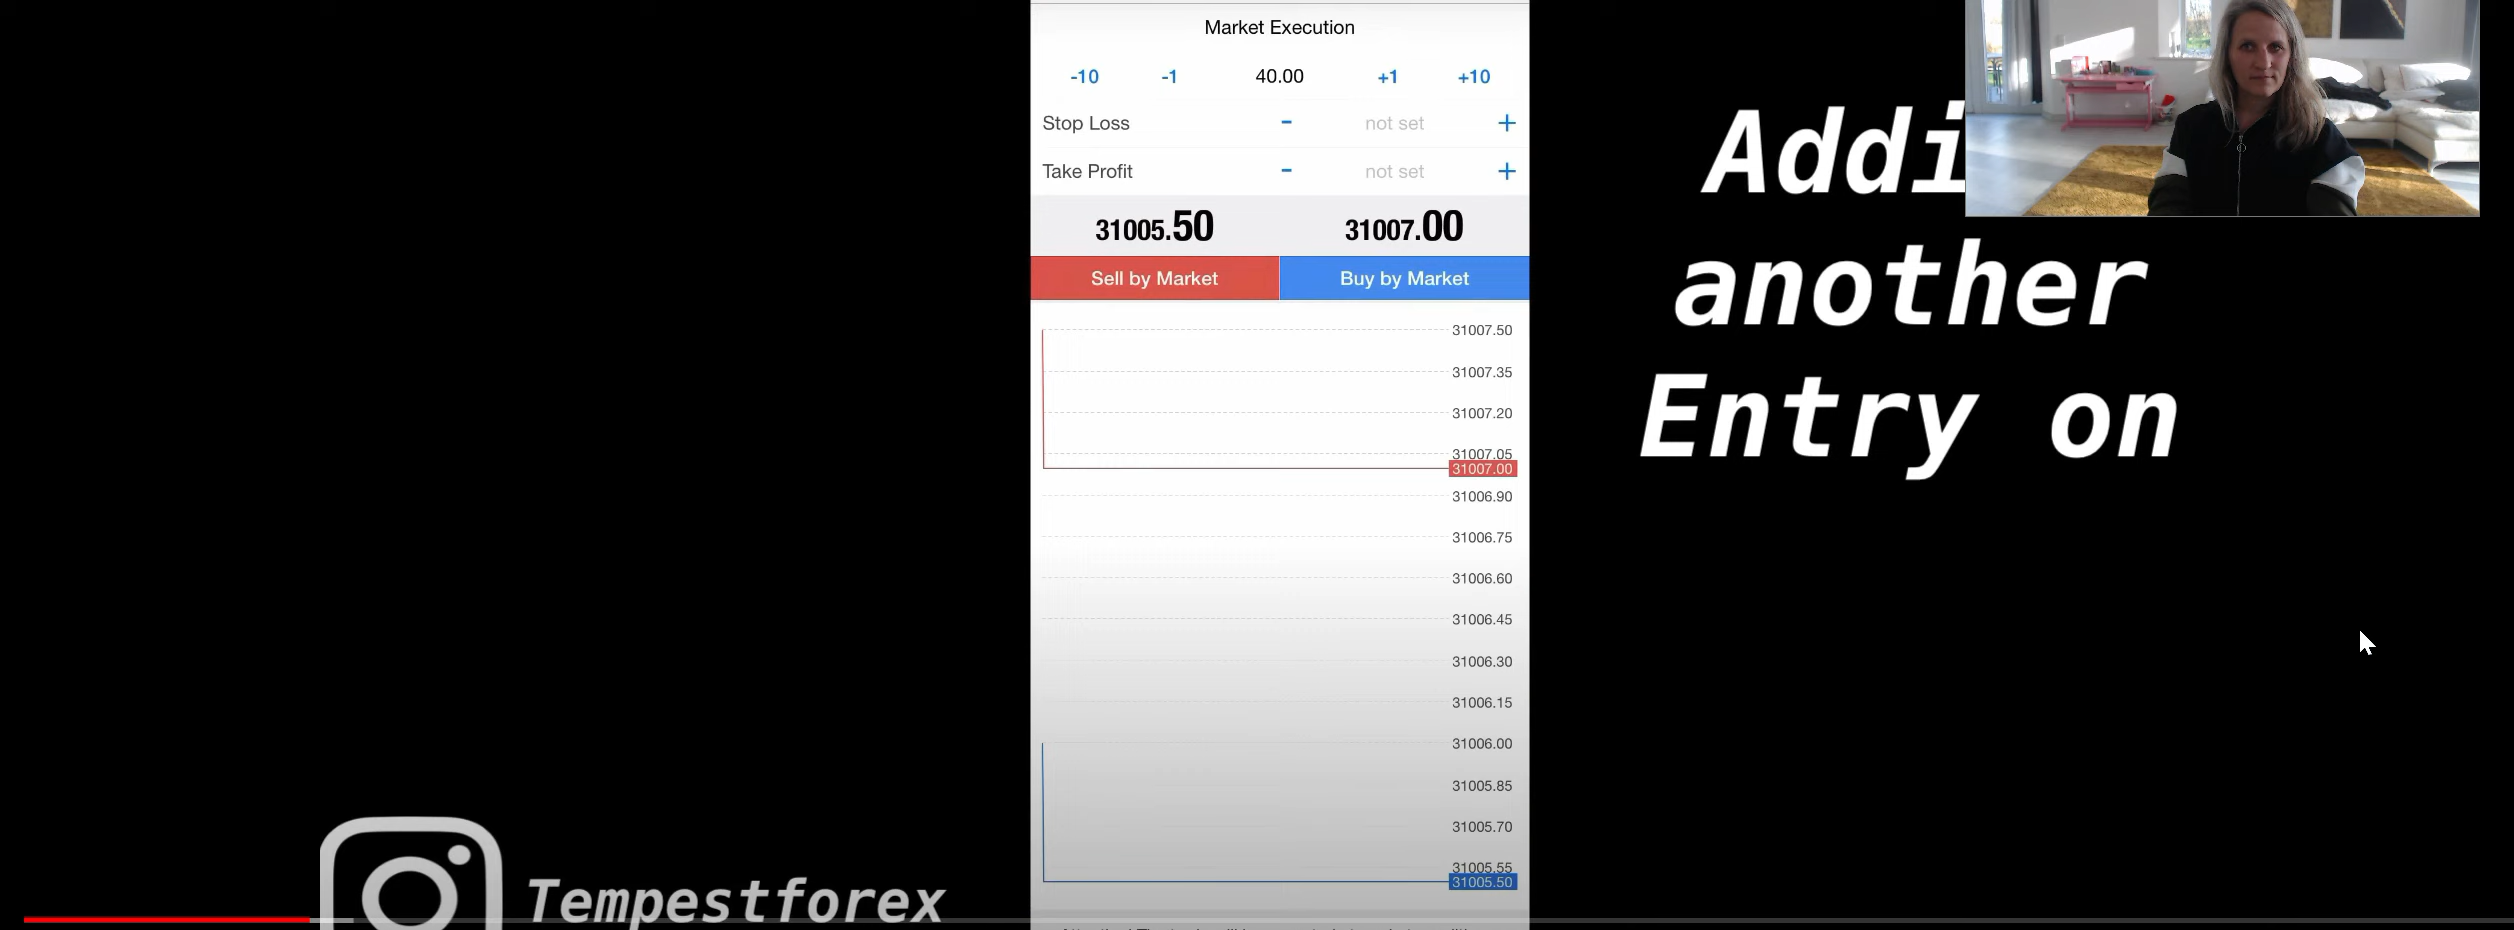 Market Execution
-10 -1 40.00 +1 +10
Stop Loss - not set +
Take Profit - not set +
31005.50 31007.00
Sell by Market Buy by Market
31007.50
31007.35
31007.20
31007.05
31007.00
31006.90
31006.75
31006.60
31006.45
31006.30
31006.15
31006.00
31005.85
31005.70
31005.55
31005.50
Addi
another
Entry on
Tempestforex